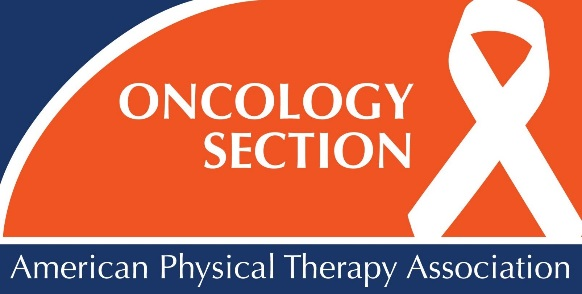 ONCOLOGY
SECTION
American Physical Therapy Association